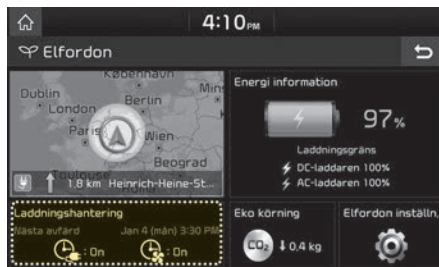 4:10 PM
Elfordon
København
Dublin
Berlin
London
Paris
Wien
Beograd
Toulouse
1,8 km Heinrich-Heine-St...
Energi information
97%
Laddningsgräns
DC-laddaren 100%
AC-laddaren 100%
Laddningshantering
Nästa avfärd Jan 4 (mån) 3:30 PM
: On : On
Eko körning
CO₂ 0,4 kg
Elfordon inställn.